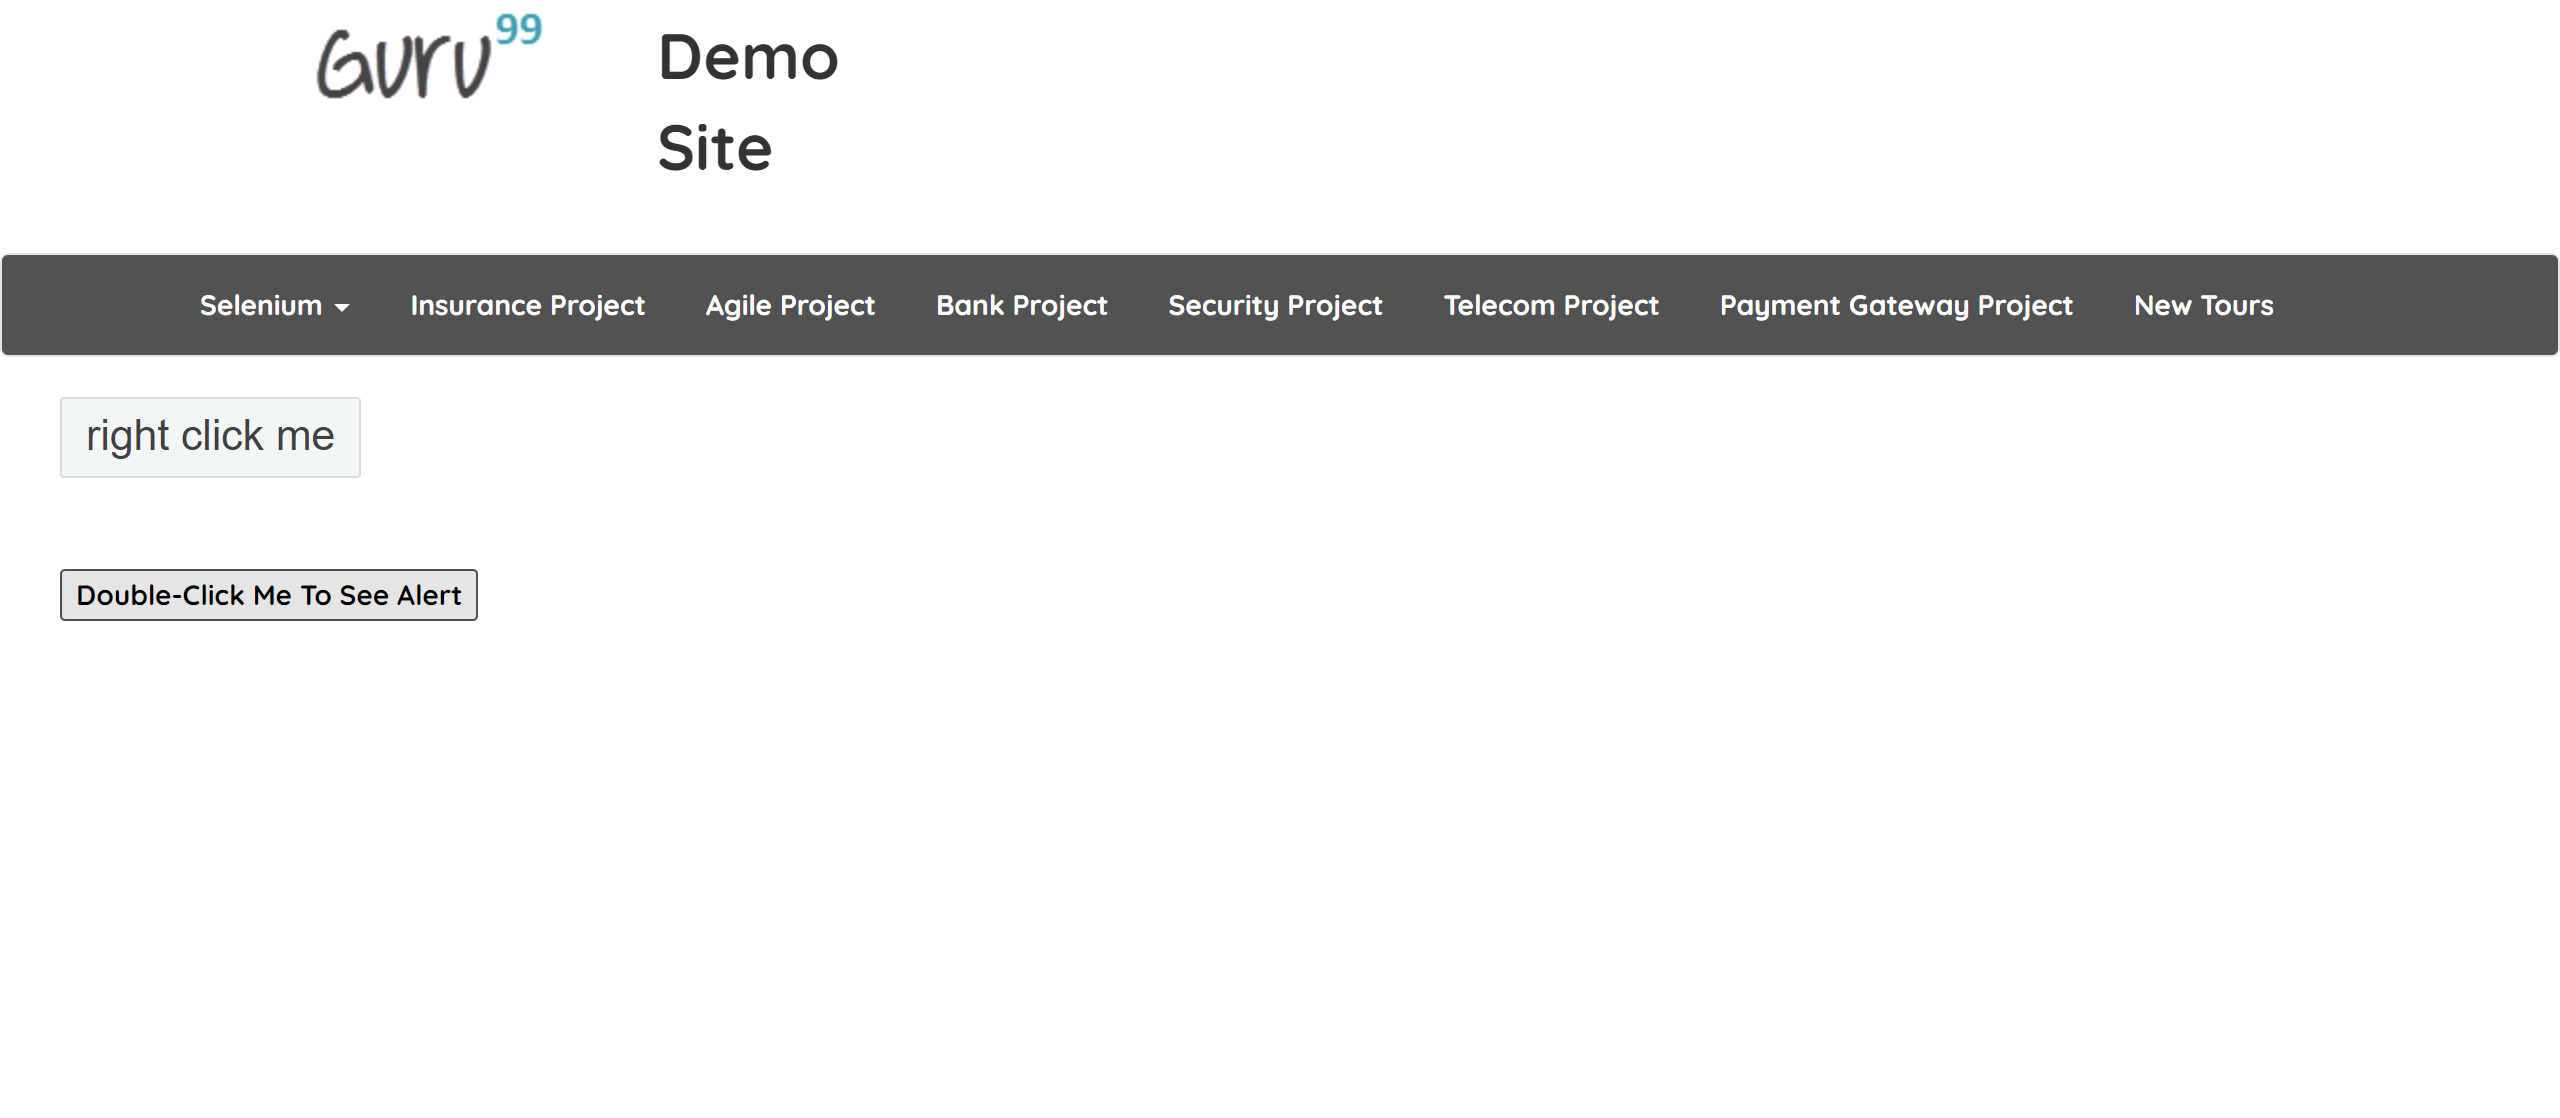 Guru99
Demo
Site
Selenium Insurance Project Agile Project Bank Project Security Project Telecom Project Payment Gateway Project New Tours
right click me
Double-Click Me To See Alert